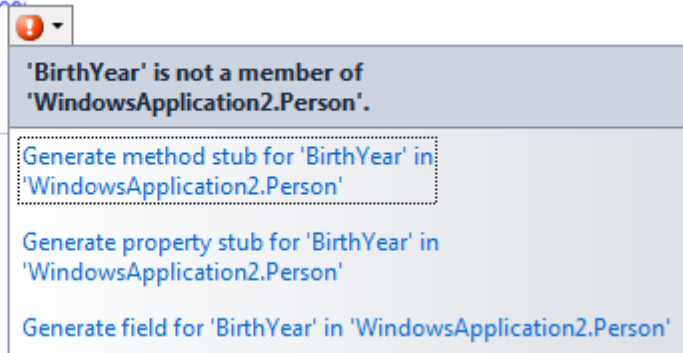 'BirthYear' is not a member of
'WindowsApplication2.Person'.
Generate method stub for 'BirthYear' in
'WindowsApplication2.Person'
Generate property stub for 'BirthYear' in
'WindowsApplication2.Person'
Generate field for 'BirthYear' in 'WindowsApplication2.Person'